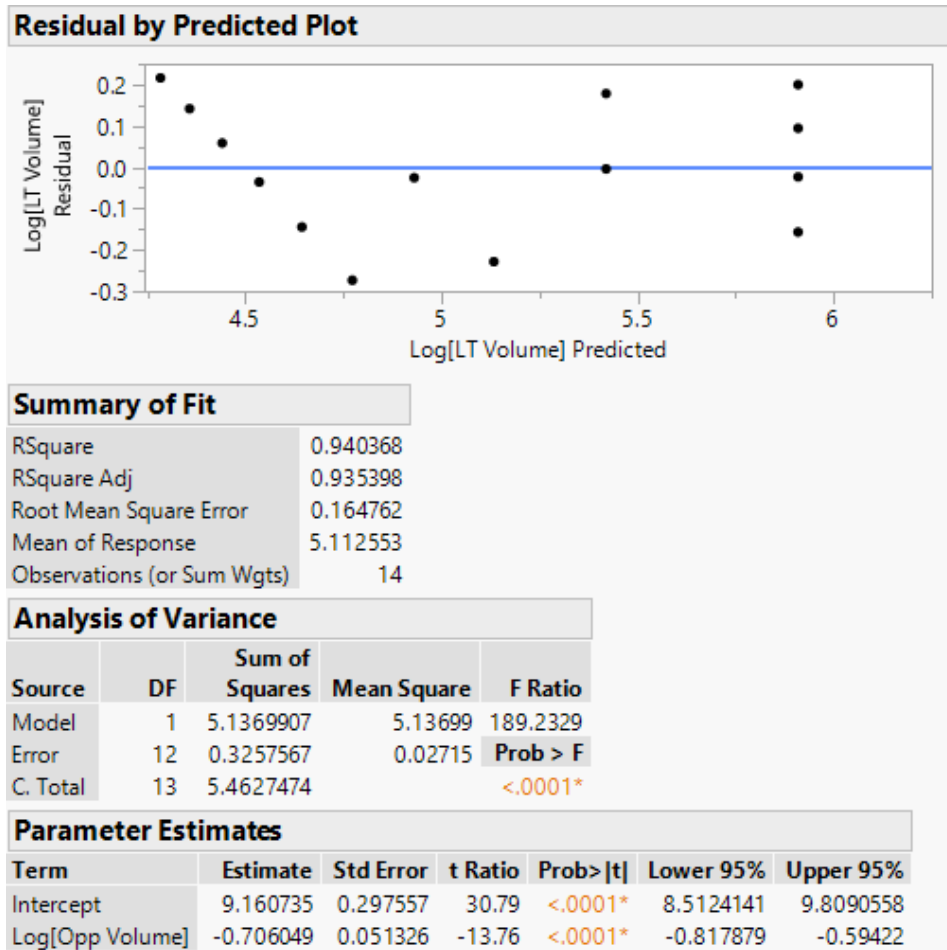 Residual by Predicted Plot
0.2
0.1
0.0
-0.1
-0.2
-0.3
Log[LT Volume]
Residual
4.5 5 5.5 6
Log[LT Volume] Predicted
Summary of Fit
RSquare 0.940368
RSquare Adj 0.935398
Root Mean Square Error 0.164762
Mean of Response 5.112553
Observations (or Sum Wgts) 14
Analysis of Variance
Sum of
Source DF Squares Mean Square F Ratio
Model 1 5.1369907 5.13699 189.2329
Error 12 0.3257567 0.02715 Prob > F
C. Total 13 5.4627474 <.0001*
Parameter Estimates
Term Estimate Std Error t Ratio Prob>|t| Lower 95% Upper 95%
Intercept 9.160735 0.297557 30.79 <.0001* 8.5124141 9.8090558
Log[Opp Volume] -0.706049 0.051326 -13.76 <.0001* -0.817879 -0.59422